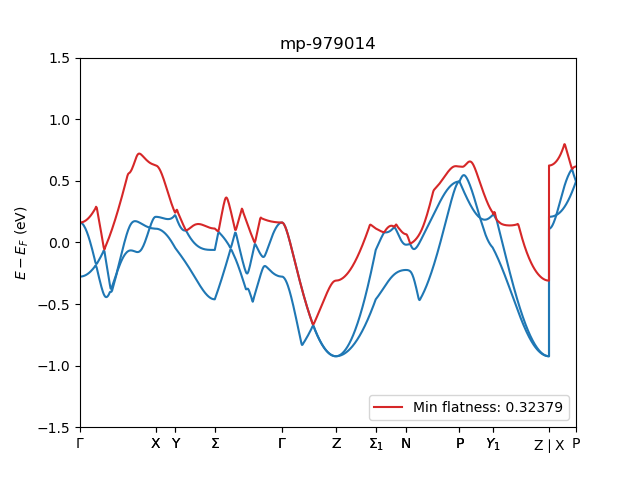 mp-979014
1.5
1.0
0.5
0.0
−0.5
−1.0
−1.5
E − E_F (eV)
Min flatness: 0.32379
Γ X Y Σ Γ Z Σ₁ N P Y₁ Z | X P